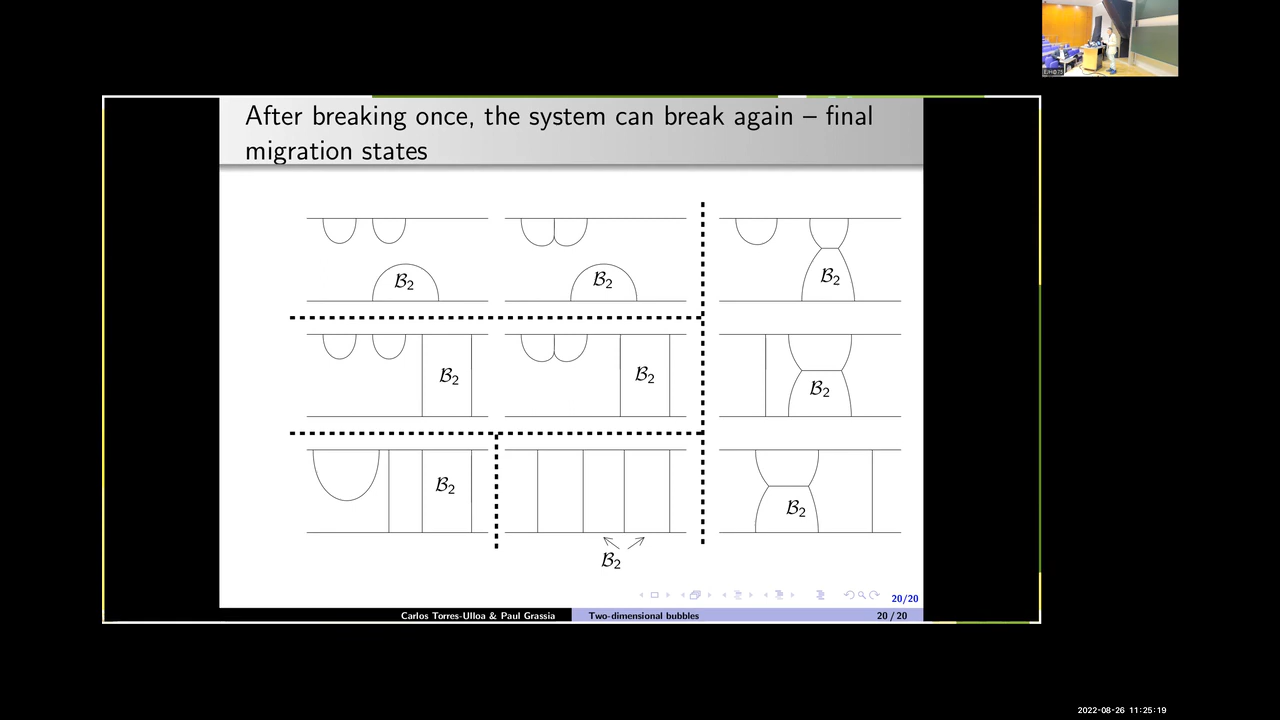 After breaking once, the system can break again – final
migration states
B₂
B₂
B₂
B₂
B₂
B₂
B₂
B₂
B₂
20/20
Carlos Torres-Ulloa & Paul Grassia
Two-dimensional bubbles
20 / 20
2022-08-26 11:25:19